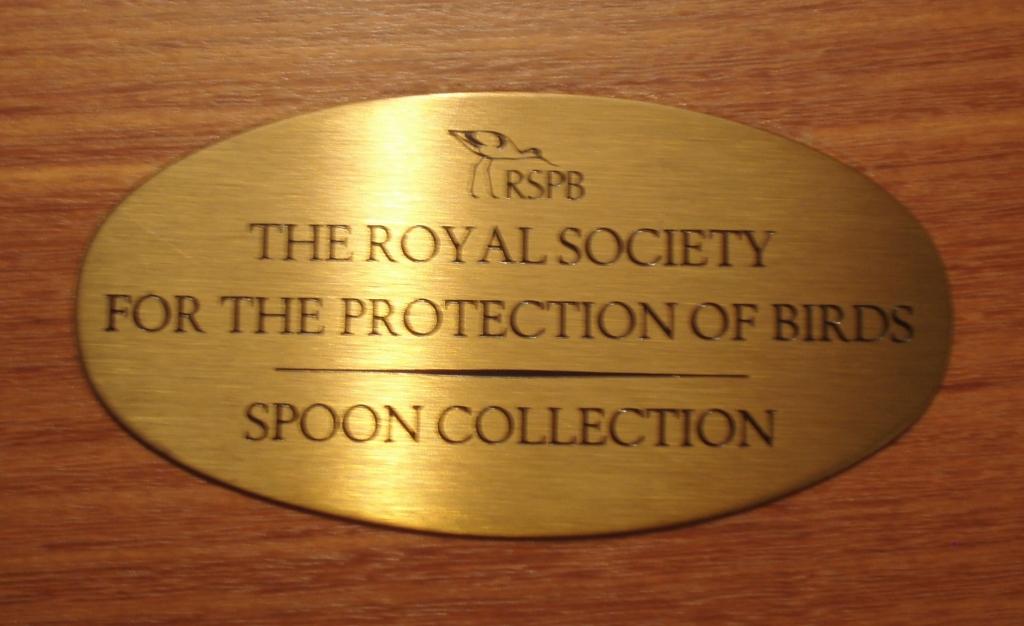 RSPB
THE ROYAL SOCIETY
FOR THE PROTECTION OF BIRDS
SPOON COLLECTION